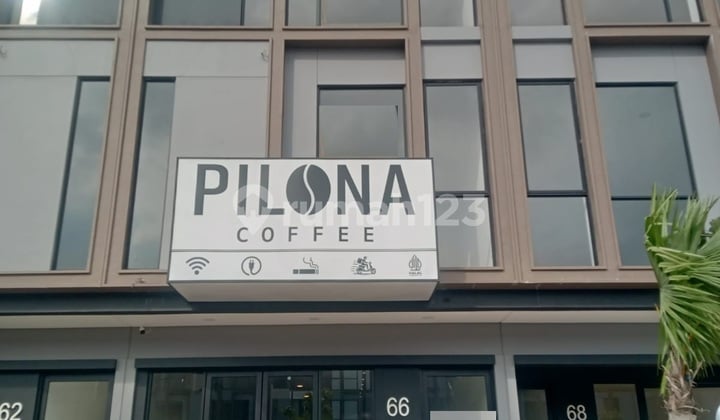 PILONA
COFFEE
rumah123
62
66
68